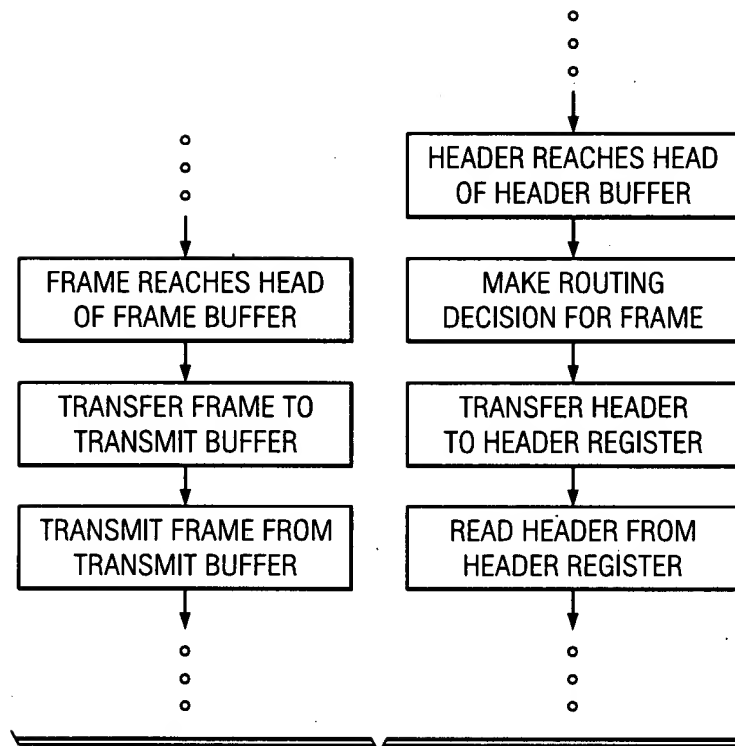 FRAME REACHES HEAD
OF FRAME BUFFER
TRANSFER FRAME TO
TRANSMIT BUFFER
TRANSMIT FRAME FROM
TRANSMIT BUFFER
HEADER REACHES HEAD
OF HEADER BUFFER
MAKE ROUTING
DECISION FOR FRAME
TRANSFER HEADER
TO HEADER REGISTER
READ HEADER FROM
HEADER REGISTER